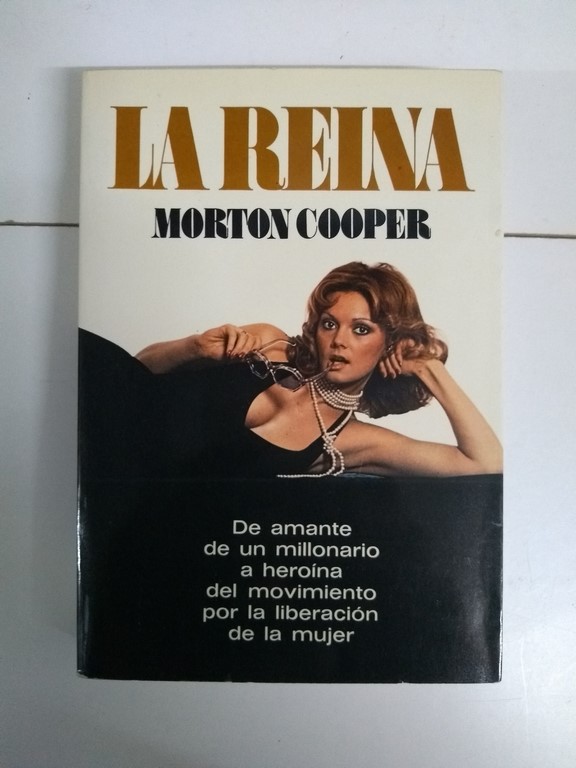 LA REINA
MORTON COOPER
De amante
de un millonario
a heroína
del movimiento
por la liberación
de la mujer